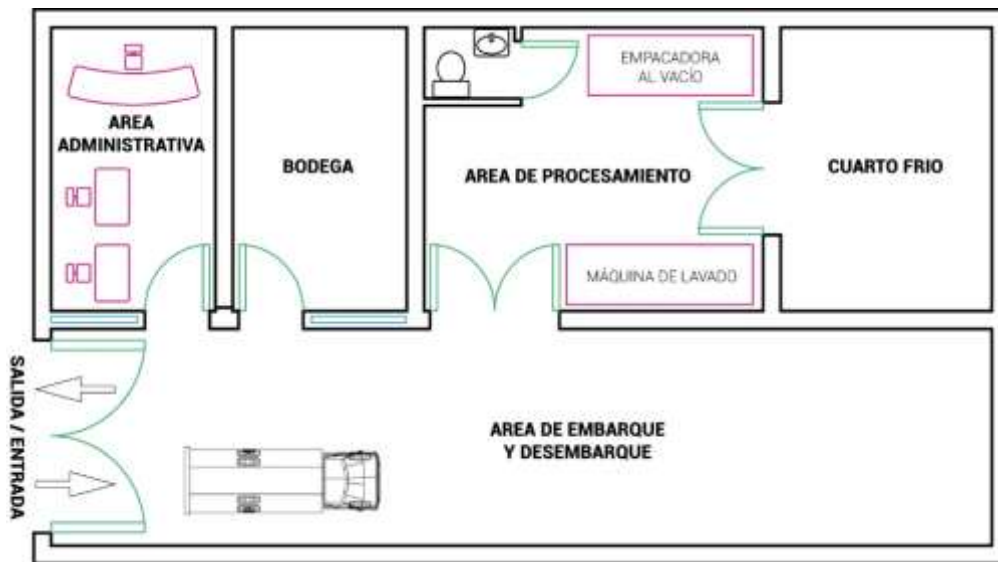 AREA
ADMINISTRATIVA
BODEGA
EMPACADORA
AL VACÍO
AREA DE PROCESAMIENTO
MÁQUINA DE LAVADO
CUARTO FRIO
SALIDA / ENTRADA
AREA DE EMBARQUE
Y DESEMBARQUE